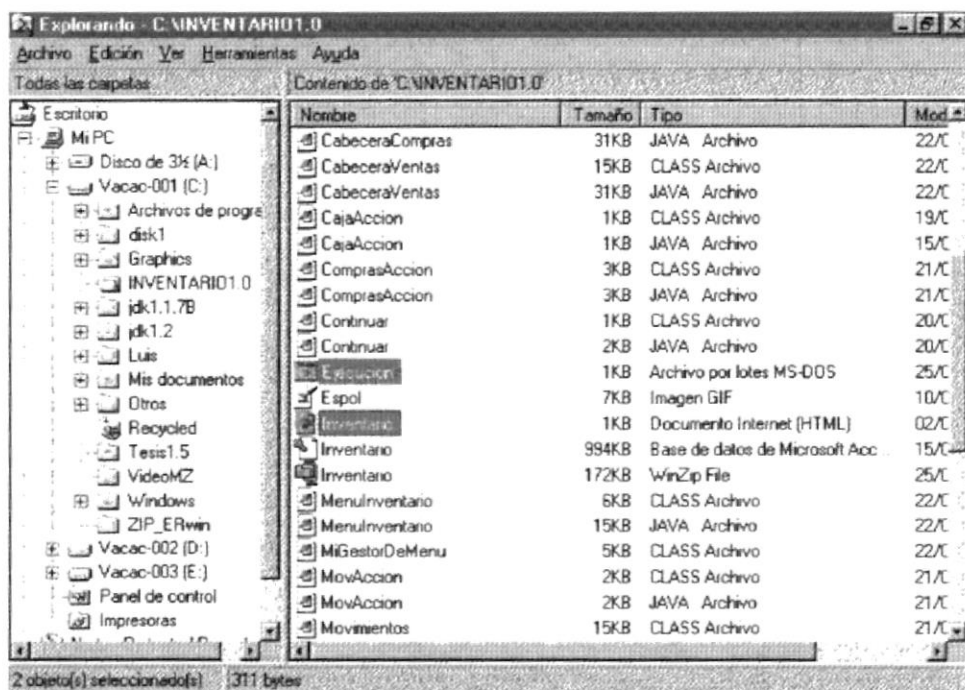 Explorando - C:\INVENTARIO1.0
Archivo Edición Ver Herramientas Ayuda
Todas las carpetas
Contenido de 'C:\INVENTARIO1.0'
Escritorio
Mi PC
Disco de 3½ (A:)
Vacac-001 (C:)
Archivos de progra
disk1
Graphics
INVENTARIO1.0
jdk1.1.7B
jdk1.2
Luis
Mis documentos
Otros
Recycled
Tesis1.5
VideoMZ
Windows
ZIP_ERwin
Vacac-002 (D:)
Vacac-003 (E:)
Panel de control
Impresoras
Nombre Tamaño Tipo Mod
CabeceraCompras 31KB JAVA Archivo 22/
CabeceraVentas 15KB CLASS Archivo 22/
CabeceraVentas 31KB JAVA Archivo 22/
CajaAccion 1KB CLASS Archivo 19/
CajaAccion 1KB JAVA Archivo 15/
ComprasAccion 3KB CLASS Archivo 21/
ComprasAccion 3KB JAVA Archivo 21/
Continuar 1KB CLASS Archivo 20/
Continuar 2KB JAVA Archivo 20/
Ejecucion 1KB Archivo por lotes MS-DOS 25/
Espol 7KB Imagen GIF 10/
Inventario 1KB Documento Internet (HTML) 02/
Inventario 994KB Base de datos de Microsoft Acc... 15/
Inventario 172KB WinZip File 25/
MenuInventario 6KB CLASS Archivo 22/
MenuInventario 15KB JAVA Archivo 22/
MiGestorDeMenu 5KB CLASS Archivo 22/
MovAccion 2KB CLASS Archivo 21/
MovAccion 2KB JAVA Archivo 21/
Movimientos 15KB CLASS Archivo 21/
2 objeto(s) seleccionado(s) 311 bytes